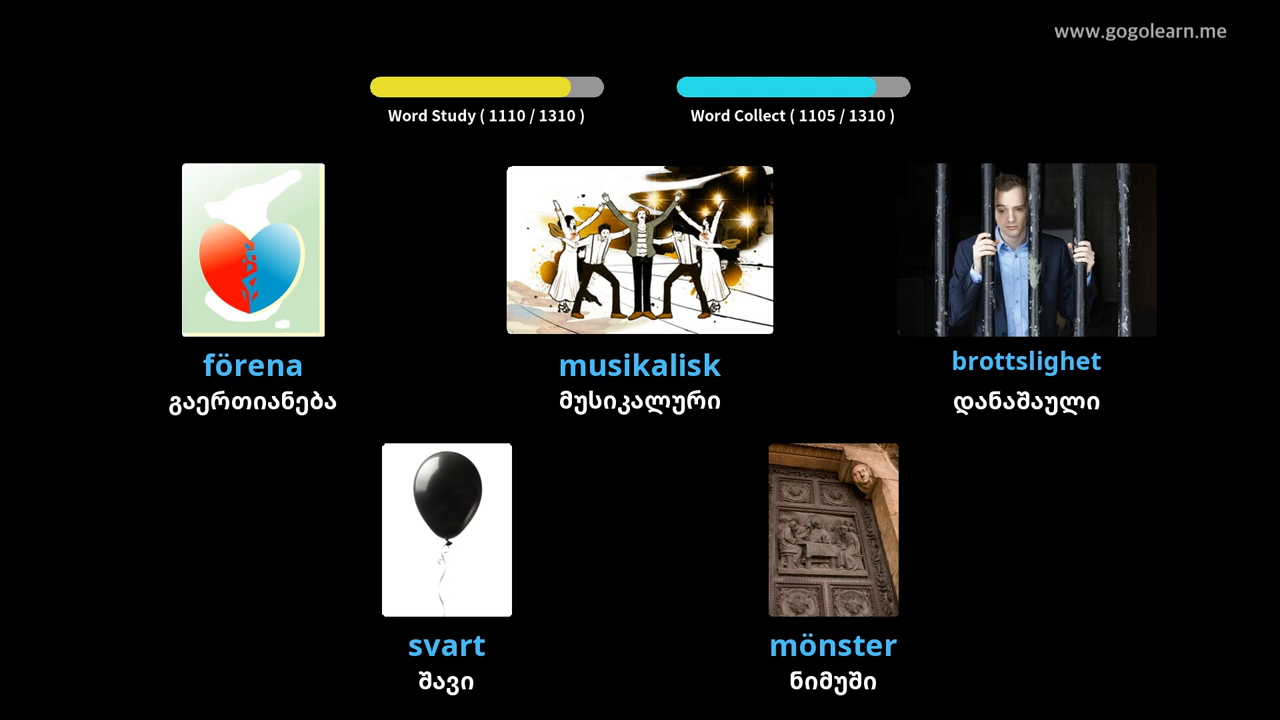 www.gogolearn.me
Word Study ( 1110 / 1310 )
Word Collect ( 1105 / 1310 )
förena
გაერთიანება
musikalisk
მუსიკალური
brottslighet
დანაშაული
svart
შავი
mönster
ნიმუში